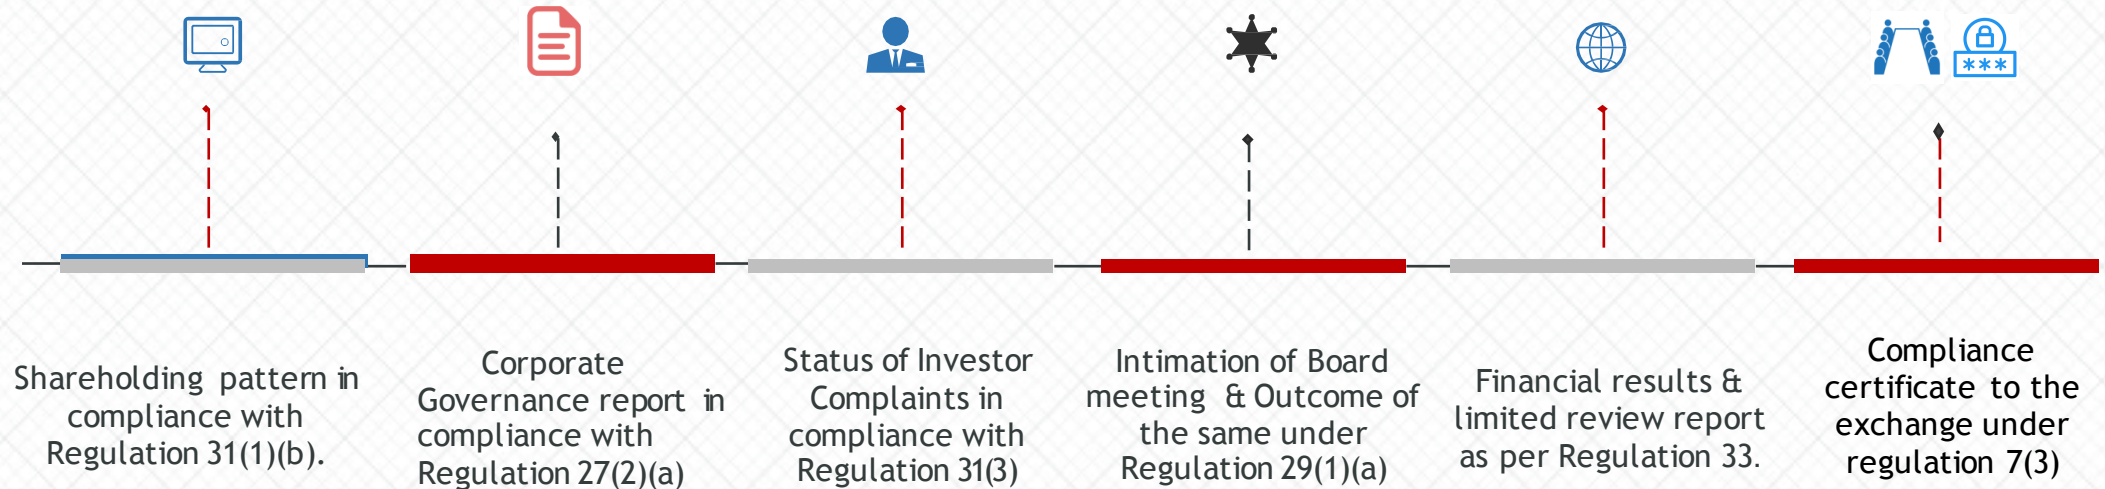 Shareholding pattern in
compliance with
Regulation 31(1)(b).
Corporate
Governance report in
compliance with
Regulation 27(2)(a)
Status of Investor
Complaints in
compliance with
Regulation 31(3)
Intimation of Board
meeting & Outcome of
the same under
Regulation 29(1)(a)
Financial results &
limited review report
as per Regulation 33.
***
Compliance
certificate to the
exchange under
regulation 7(3)